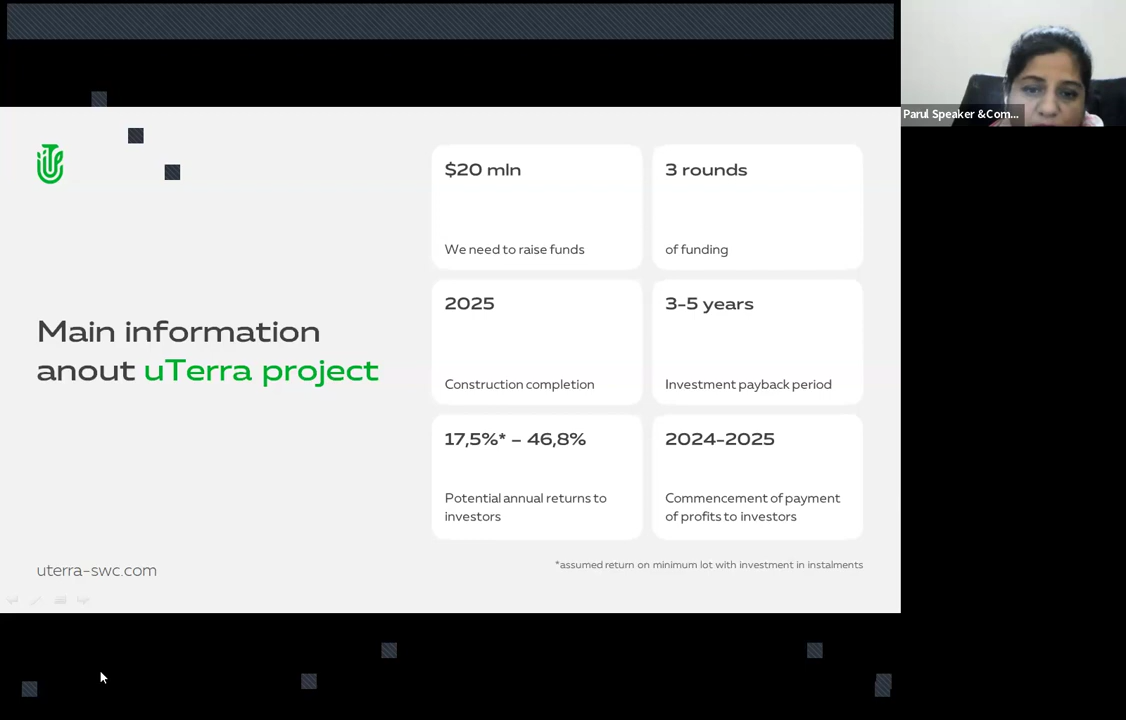 Parul Speaker &Com...
$20 mln
We need to raise funds
3 rounds
of funding
2025
Construction completion
3-5 years
Investment payback period
Main information
anout uTerra project
17,5%* – 46,8%
Potential annual returns to
investors
2024-2025
Commencement of payment
of profits to investors
*assumed return on minimum lot with investment in instalments
uterra-swc.com